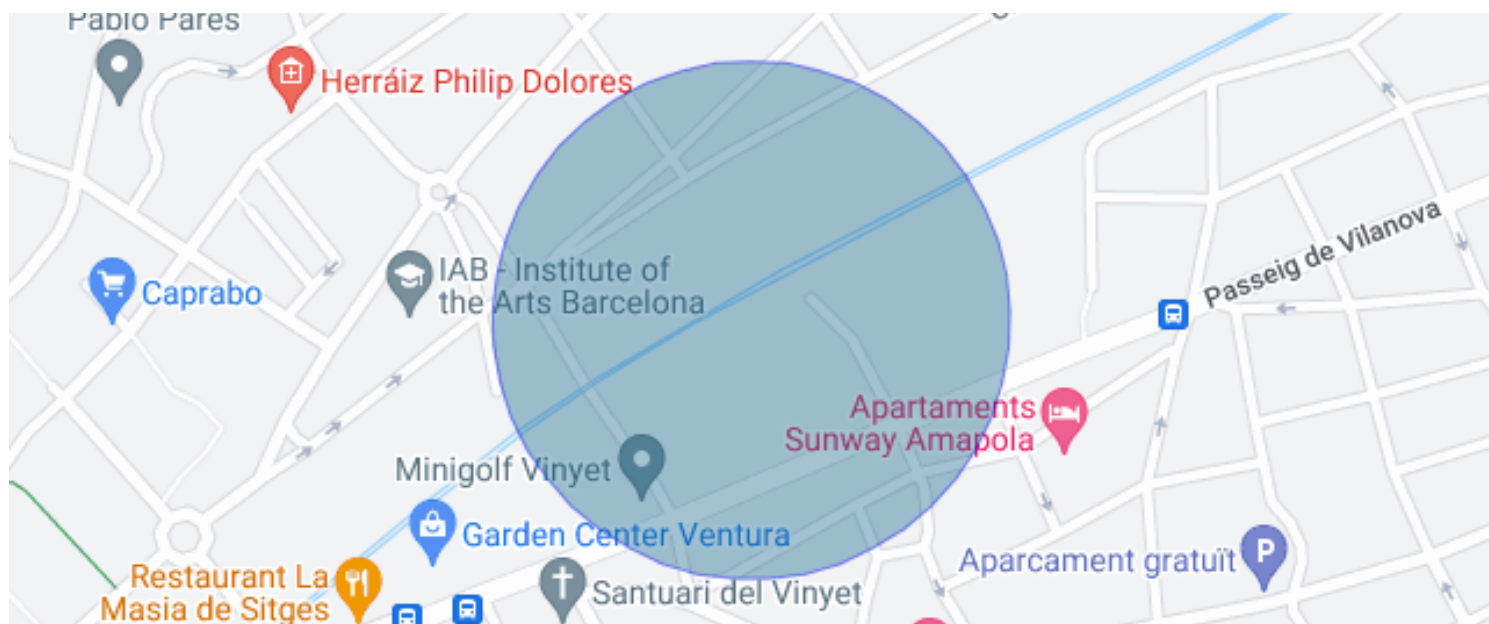 Pablo Pares
Herráiz Philip Dolores
Passeig de Vilanova
IAB - Institute of
the Arts Barcelona
Caprabo
Apartaments
Sunway Amapola
Minigolf Vinyet
Garden Center Ventura
Aparcament gratuït
P
Restaurant La
Masia de Sitges
Santuari del Vinyet